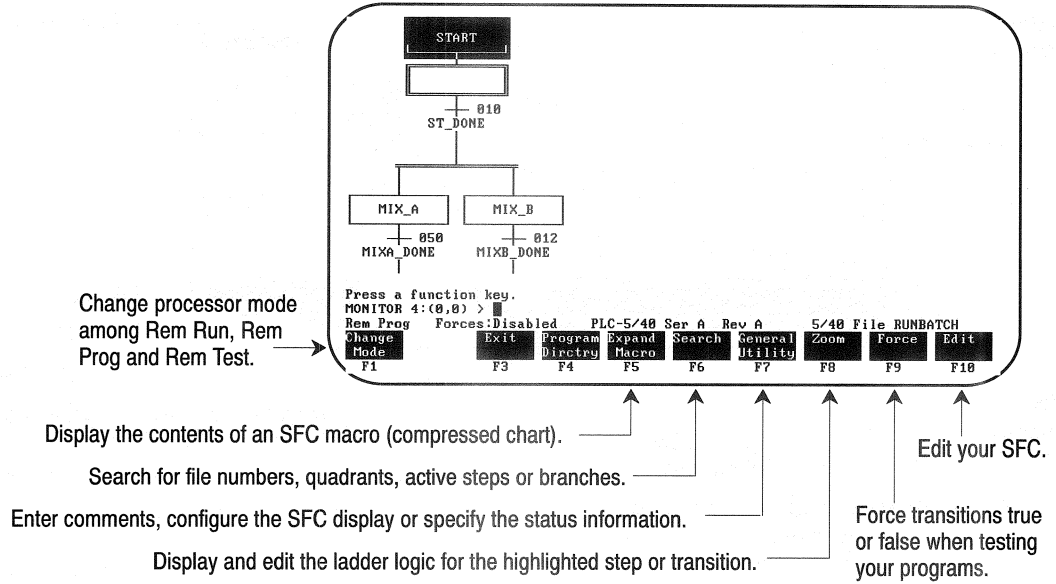 START
010
ST_DONE
MIX_A MIX_B
050 012
MIXA_DONE MIXB_DONE
Press a function key.
MONITOR 4:(0,0) >
Rem Prog Forces:Disabled PLC-5/40 Ser A Rev A 5/40 File RUNBATCH
Change Exit Program Expand Search General Zoom Force Edit
Mode Dirctry Macro Utility
F1 F3 F4 F5 F6 F7 F8 F9 F10
Change processor mode
among Rem Run, Rem
Prog and Rem Test.
Display the contents of an SFC macro (compressed chart).
Edit your SFC.
Search for file numbers, quadrants, active steps or branches.
Enter comments, configure the SFC display or specify the status information.
Force transitions true
or false when testing
your programs.
Display and edit the ladder logic for the highlighted step or transition.